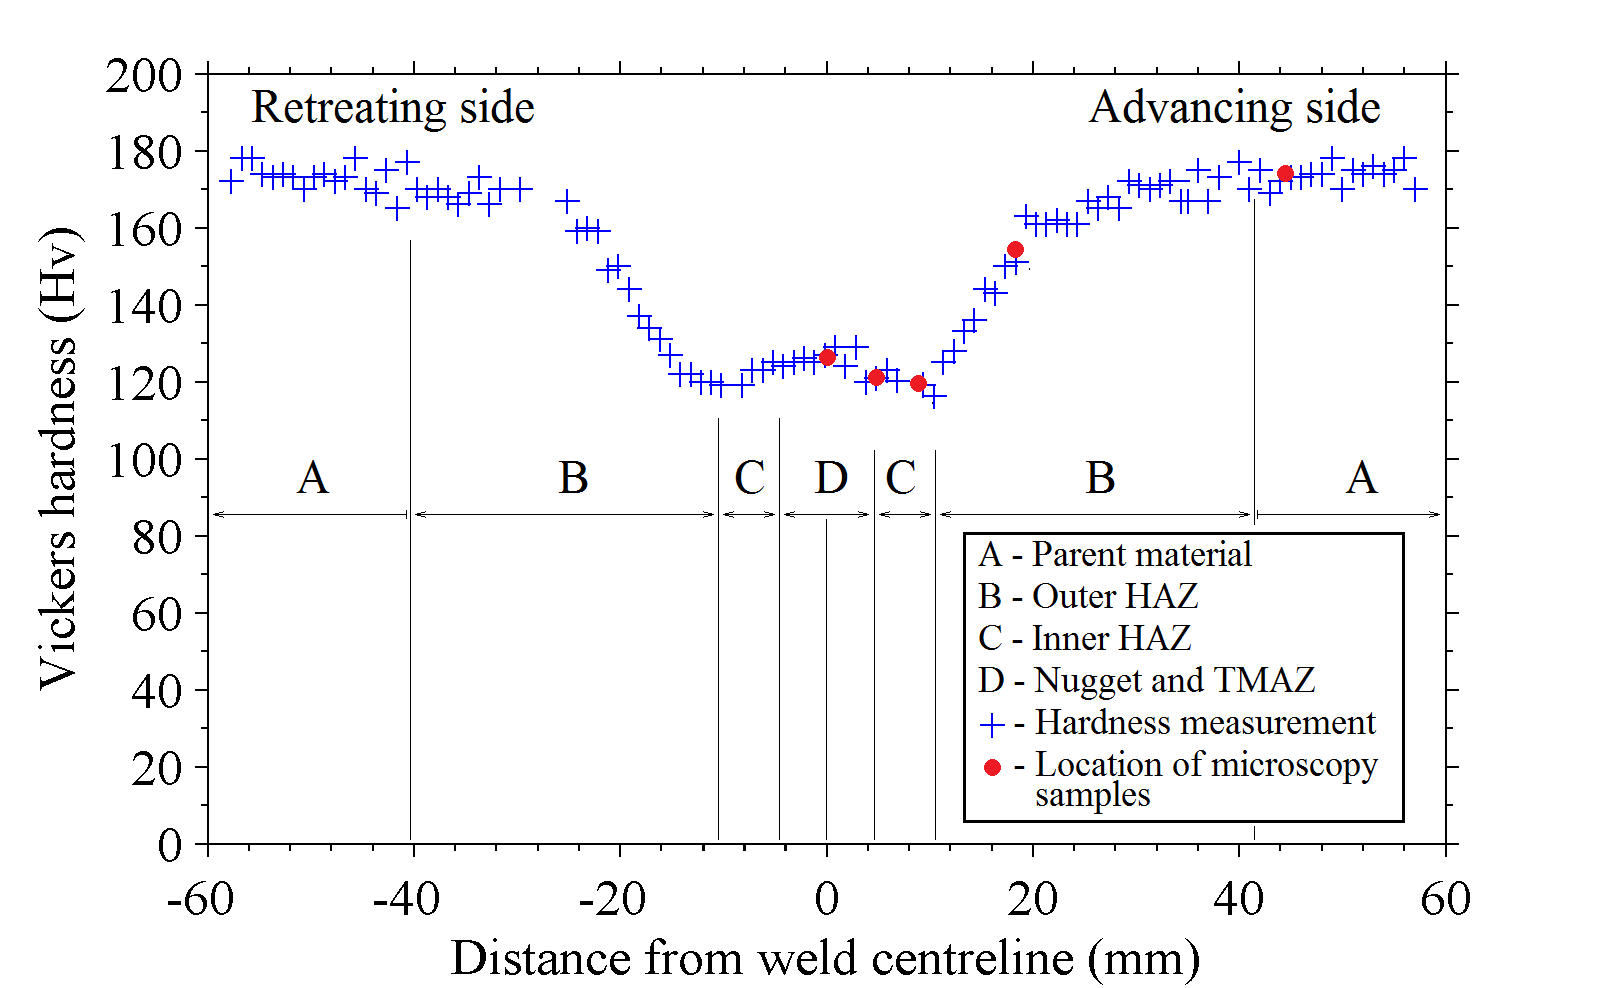 200
180
160
140
120
100
80
60
40
20
0
Vickers hardness (Hv)
Retreating side
Advancing side
A
B
C
D
C
B
A
A - Parent material
B - Outer HAZ
C - Inner HAZ
D - Nugget and TMAZ
- Hardness measurement
- Location of microscopy
samples
-60
-40
-20
0
20
40
60
Distance from weld centreline (mm)